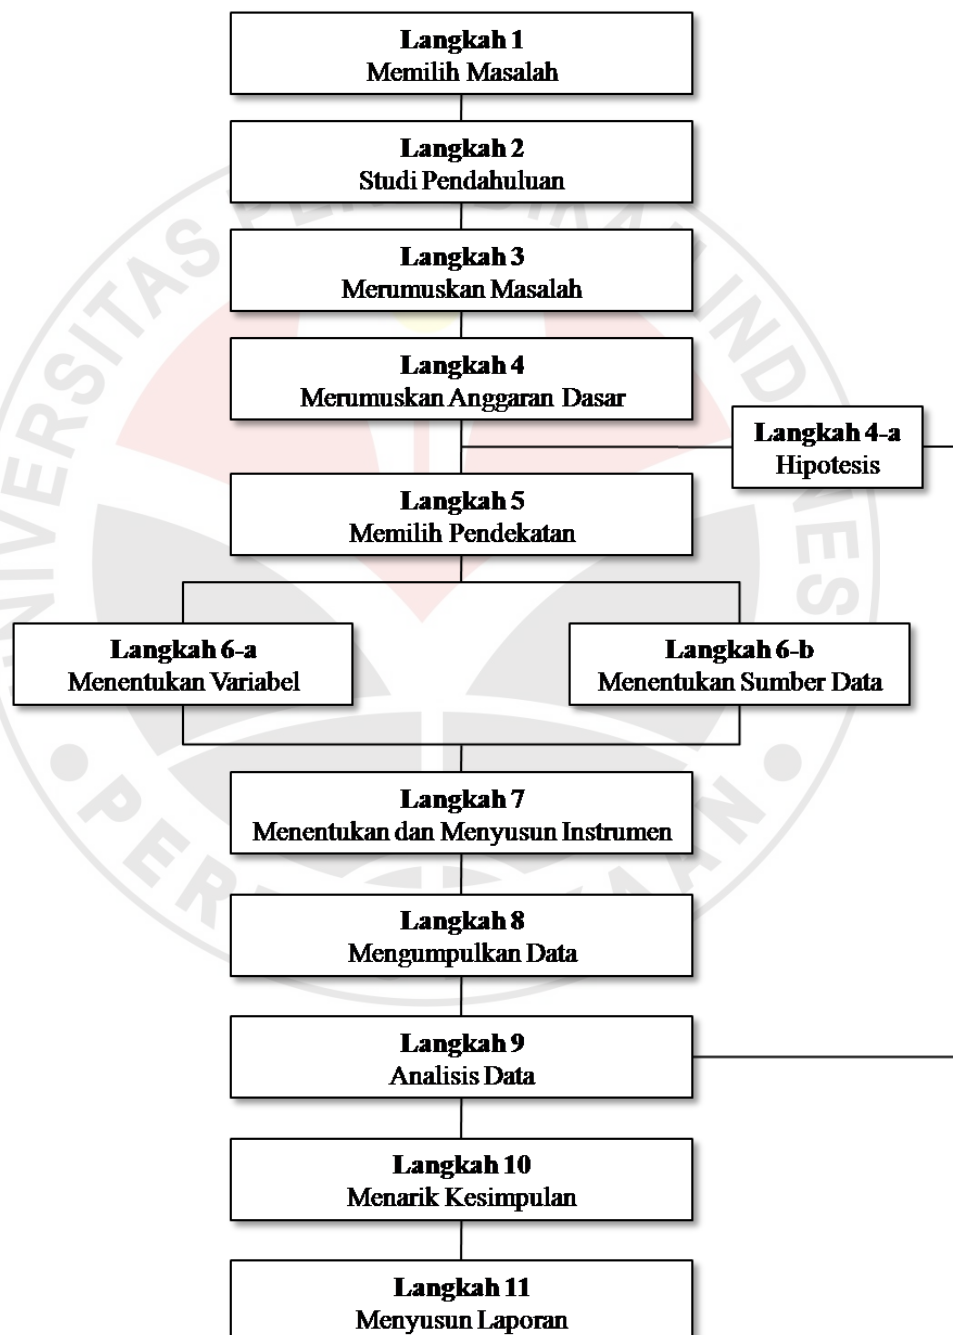 Langkah 1
Memilih Masalah
Langkah 2
Studi Pendahuluan
Langkah 3
Merumuskan Masalah
Langkah 4
Merumuskan Anggaran Dasar
Langkah 4-a
Hipotesis
Langkah 5
Memilih Pendekatan
Langkah 6-a
Menentukan Variabel
Langkah 6-b
Menentukan Sumber Data
Langkah 7
Menentukan dan Menyusun Instrumen
Langkah 8
Mengumpulkan Data
Langkah 9
Analisis Data
Langkah 10
Menarik Kesimpulan
Langkah 11
Menyusun Laporan